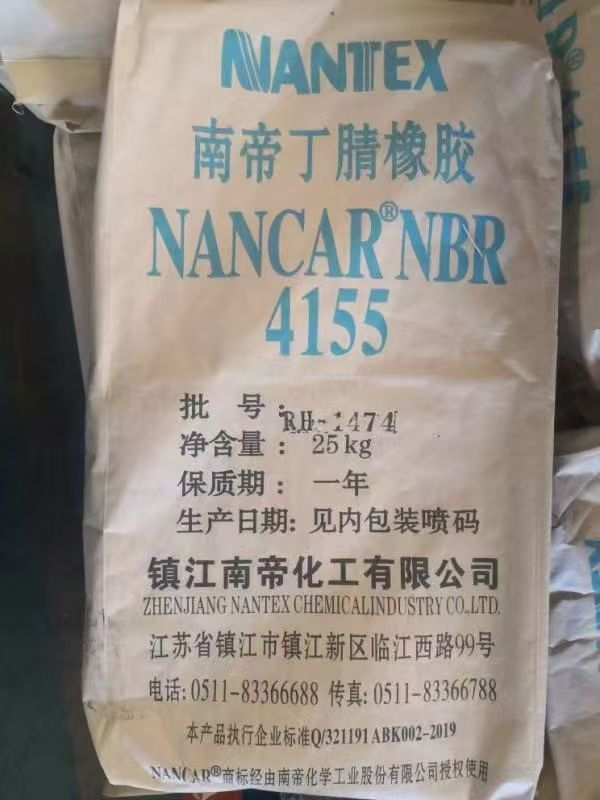 NANTEX
南帝丁腈橡胶
NANCAR® NBR
4155
批 号：RH-1474
净含量：25kg
保质期：一年
生产日期：见内包装喷码
镇江南帝化工有限公司
ZHENJIANG NANTEX CHEMICALINDUSTRY CO.,LTD.
江苏省镇江市镇江新区临江西路99号
电话：0511-83366688 传真：0511-83366788
本产品执行企业标准Q/321191 ABK002-2019
NANCAR®商标经由南帝化学工业股份有限公司授权使用